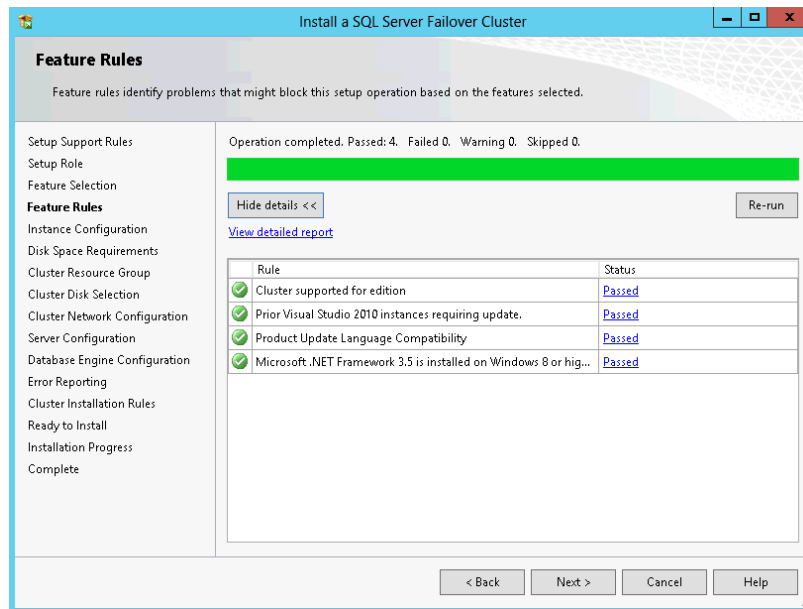 Install a SQL Server Failover Cluster
Feature Rules
Feature rules identify problems that might block this setup operation based on the features selected.
Setup Support Rules
Setup Role
Feature Selection
Feature Rules
Instance Configuration
Disk Space Requirements
Cluster Resource Group
Cluster Disk Selection
Cluster Network Configuration
Server Configuration
Database Engine Configuration
Error Reporting
Cluster Installation Rules
Ready to Install
Installation Progress
Complete
Operation completed. Passed: 4. Failed 0. Warning 0. Skipped 0.
Hide details << Re-run
View detailed report
Rule Status
Cluster supported for edition Passed
Prior Visual Studio 2010 instances requiring update. Passed
Product Update Language Compatibility Passed
Microsoft .NET Framework 3.5 is installed on Windows 8 or hig... Passed
< Back Next > Cancel Help